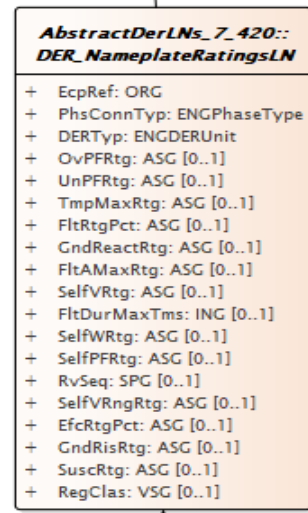 AbstractDerLNs_7_420::
DER_NameplateRatingsLN
+ EcpRef: ORG
+ PhsConnTyp: ENGPhaseType
+ DERTyp: ENGDERUnit
+ OvPFRtg: ASG [0..1]
+ UnPFRtg: ASG [0..1]
+ TmpMaxRtg: ASG [0..1]
+ FltRtgPct: ASG [0..1]
+ GndReactRtg: ASG [0..1]
+ FltAMaxRtg: ASG [0..1]
+ SelfVRtg: ASG [0..1]
+ FltDurMaxTms: ING [0..1]
+ SelfWRtg: ASG [0..1]
+ SelfPFRtg: ASG [0..1]
+ RvSeq: SPG [0..1]
+ SelfVRngRtg: ASG [0..1]
+ EfcRtgPct: ASG [0..1]
+ GndRisRtg: ASG [0..1]
+ SuscRtg: ASG [0..1]
+ RegClas: VSG [0..1]